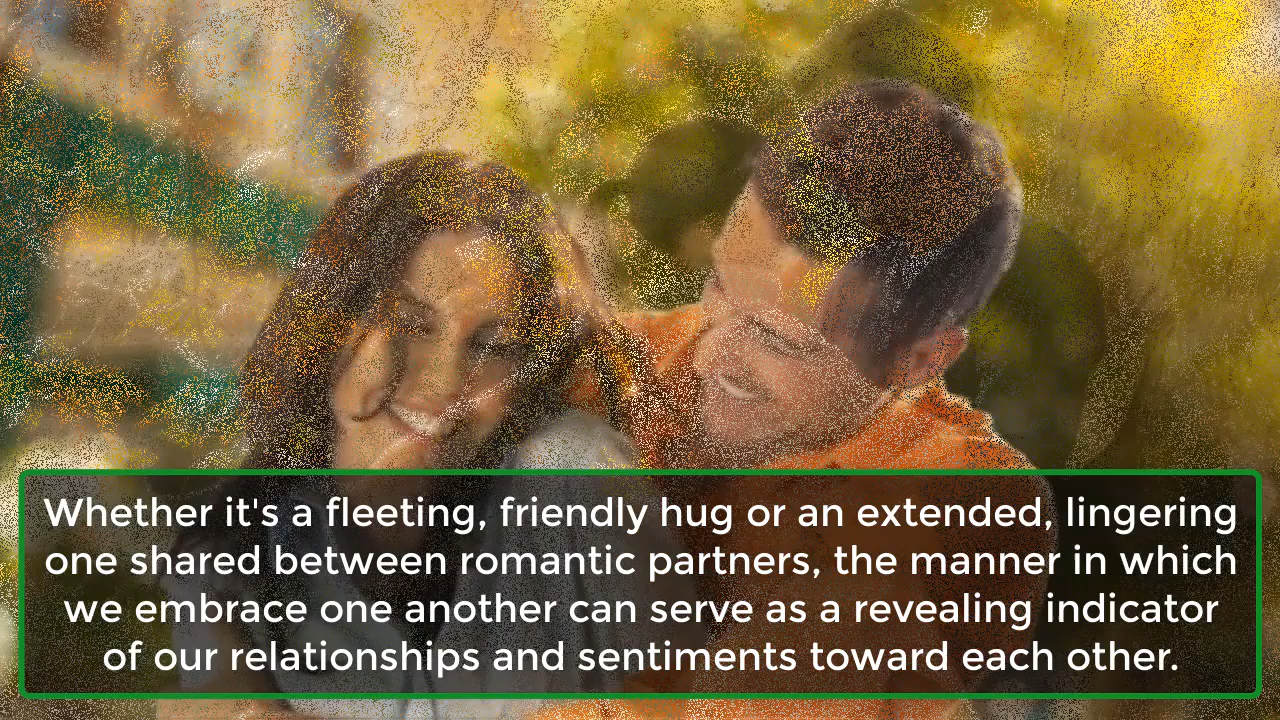 Whether it's a fleeting, friendly hug or an extended, lingering
one shared between romantic partners, the manner in which
we embrace one another can serve as a revealing indicator
of our relationships and sentiments toward each other.